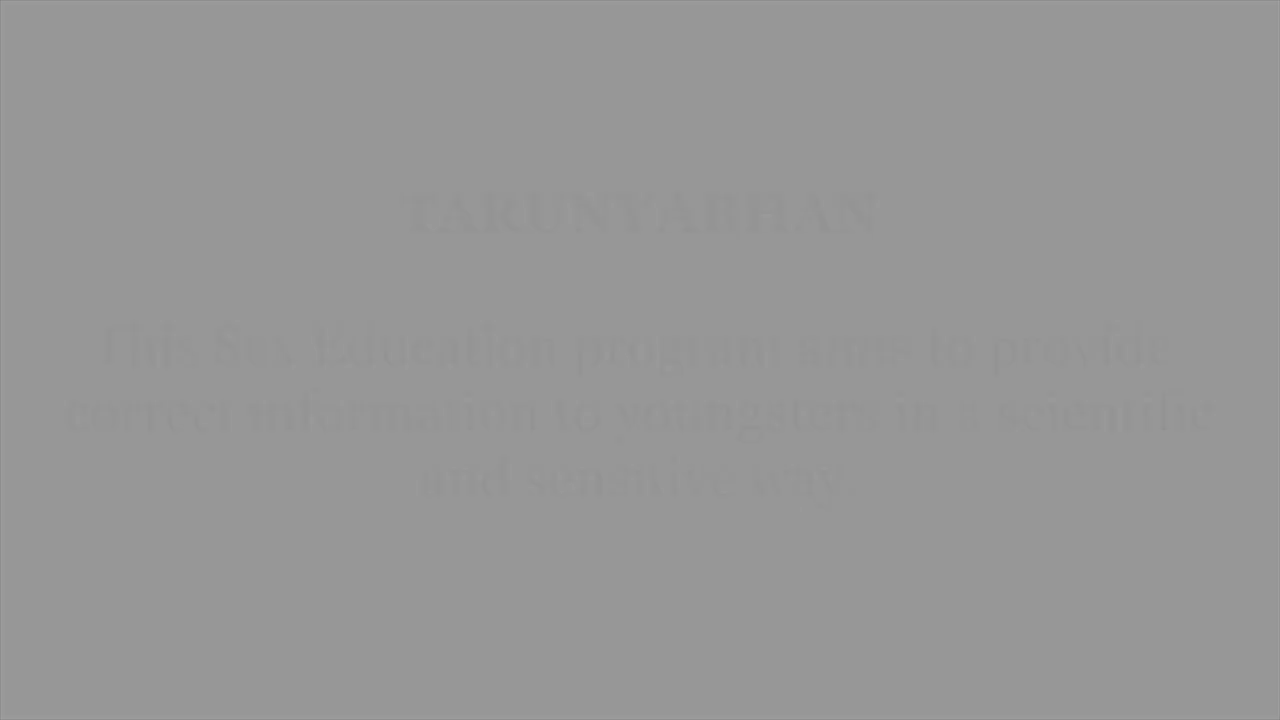 TARUNYABHAN
This Sex Education program aims to provide
correct information to youngsters in a scientific
and sensitive way.